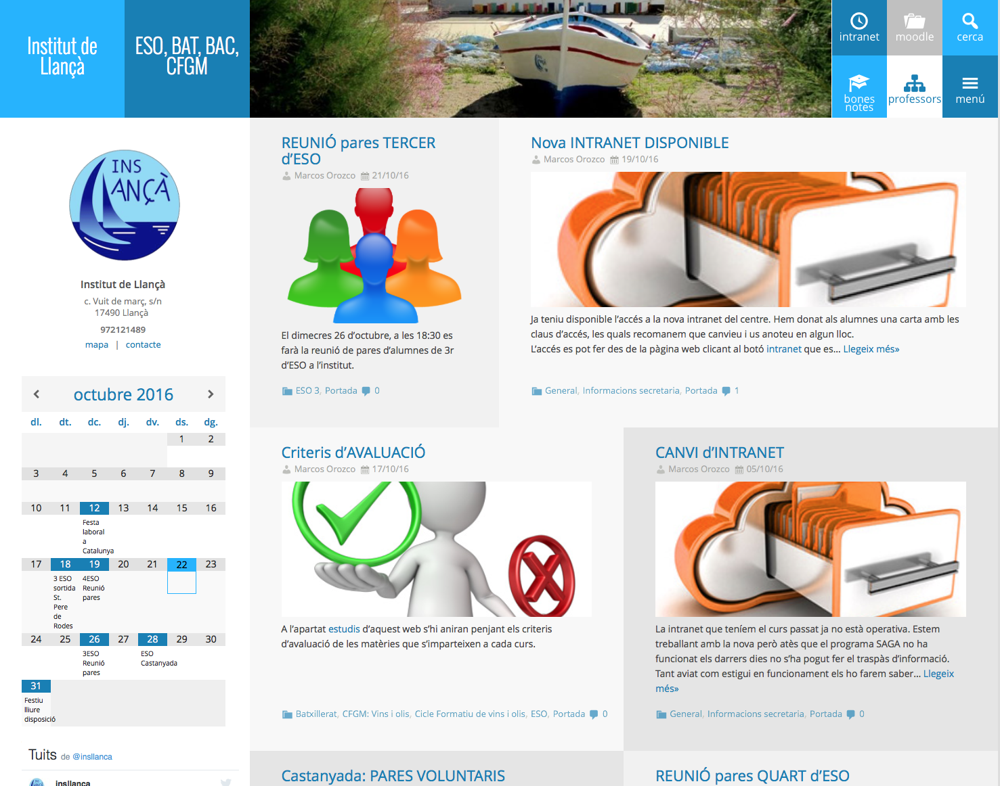 Institut de
Llançà
ESO, BAT, BAC,
CFGM
intranet
moodle
cerca
bones
notes
professors
menú
INS
LLANÇÀ
Institut de Llançà
c. Vuit de març, s/n
17490 Llançà
972121489
mapa | contacte
octubre 2016
dl. dt. dc. dj. dv. ds. dg.
1 2
3 4 5 6 7 8 9
10 11 12 13 14 15 16
Festa
laboral
a
Catalunya
17 18 19 20 21 22 23
3 ESO
sortida
St.
Pere
de
Rodes
4ESO
Reunió
pares
24 25 26 27 28 29 30
3ESO
Reunió
pares
ESO
Castanyada
31
Festiu
lliure
disposició
Tuits de @insllanca
insllanca
REUNIÓ pares TERCER
d’ESO
Marcos Orozco 21/10/16
El dimecres 26 d’octubre, a les 18:30 es
farà la reunió de pares d’alumnes de 3r
d’ESO a l’institut.
ESO 3, Portada 0
Nova INTRANET DISPONIBLE
Marcos Orozco 19/10/16
Ja teniu disponible l’accés a la nova intranet del centre. Hem donat als alumnes una carta amb les
claus d’accés, les quals recomanem que canvieu i us anoteu en algun lloc.
L’accés es pot fer des de la pàgina web clicant al botó intranet que es... Llegeix més»
General, Informacions secretaria, Portada 1
Criteris d’AVALUACIÓ
Marcos Orozco 17/10/16
A l’apartat estudis d’aquest web s’hi aniran penjant els criteris
d’avaluació de les matèries que s’imparteixen a cada curs.
Batxillerat, CFGM: Vins i olis, Cicle Formatiu de vins i olis, ESO, Portada 0
CANVI d’INTRANET
Marcos Orozco 05/10/16
La intranet que teníem el curs passat ja no està operativa. Estem
treballant amb la nova però atès que el programa SAGA no ha
funcionat els darrers dies no s’ha pogut fer el traspàs d’informació.
Tant aviat com estigui en funcionament els ho farem saber... Llegeix
més»
General, Informacions secretaria, Portada 0
Castanyada: PARES VOLUNTARIS
REUNIÓ pares QUART d’ESO